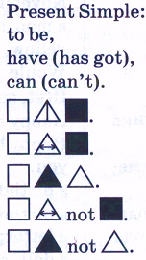 Present Simple:
to be,
have (has got),
can (can't).
.
.
.
not .
not .